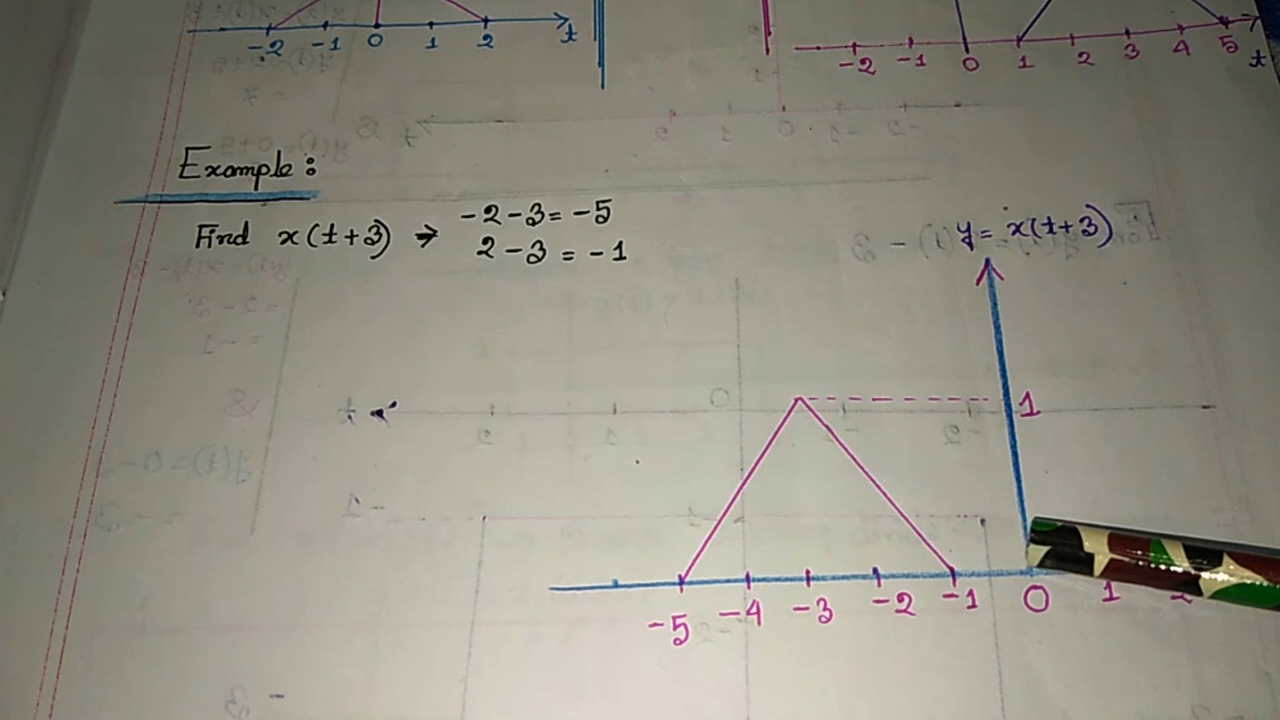 -2 -1 0 1 2 t
-2 -1 0 1 2 3 4 5 t
Example:
Find x(t+3) → -2-3=-5
2-3=-1
y= x(t+3)
1
-5 -4 -3 -2 -1 0 1